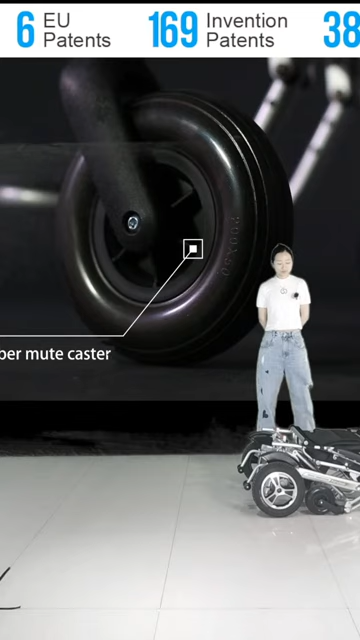 6 EU
Patents
169 Invention
Patents
38
ber mute caster